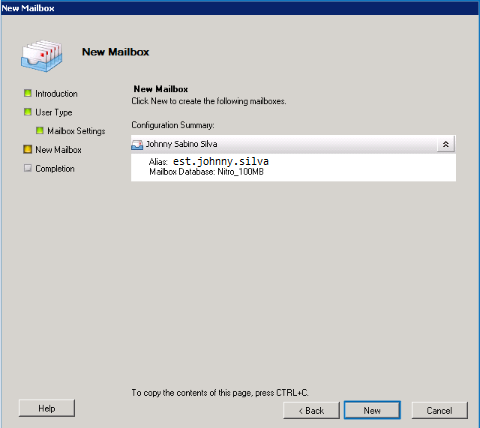 New Mailbox
New Mailbox
Introduction
User Type
Mailbox Settings
New Mailbox
Completion
New Mailbox
Click New to create the following mailboxes.
Configuration Summary:
Johnny Sabino Silva
Alias: est.johnny.silva
Mailbox Database: Nitro_100MB
To copy the contents of this page, press CTRL+C.
Help
< Back
New
Cancel